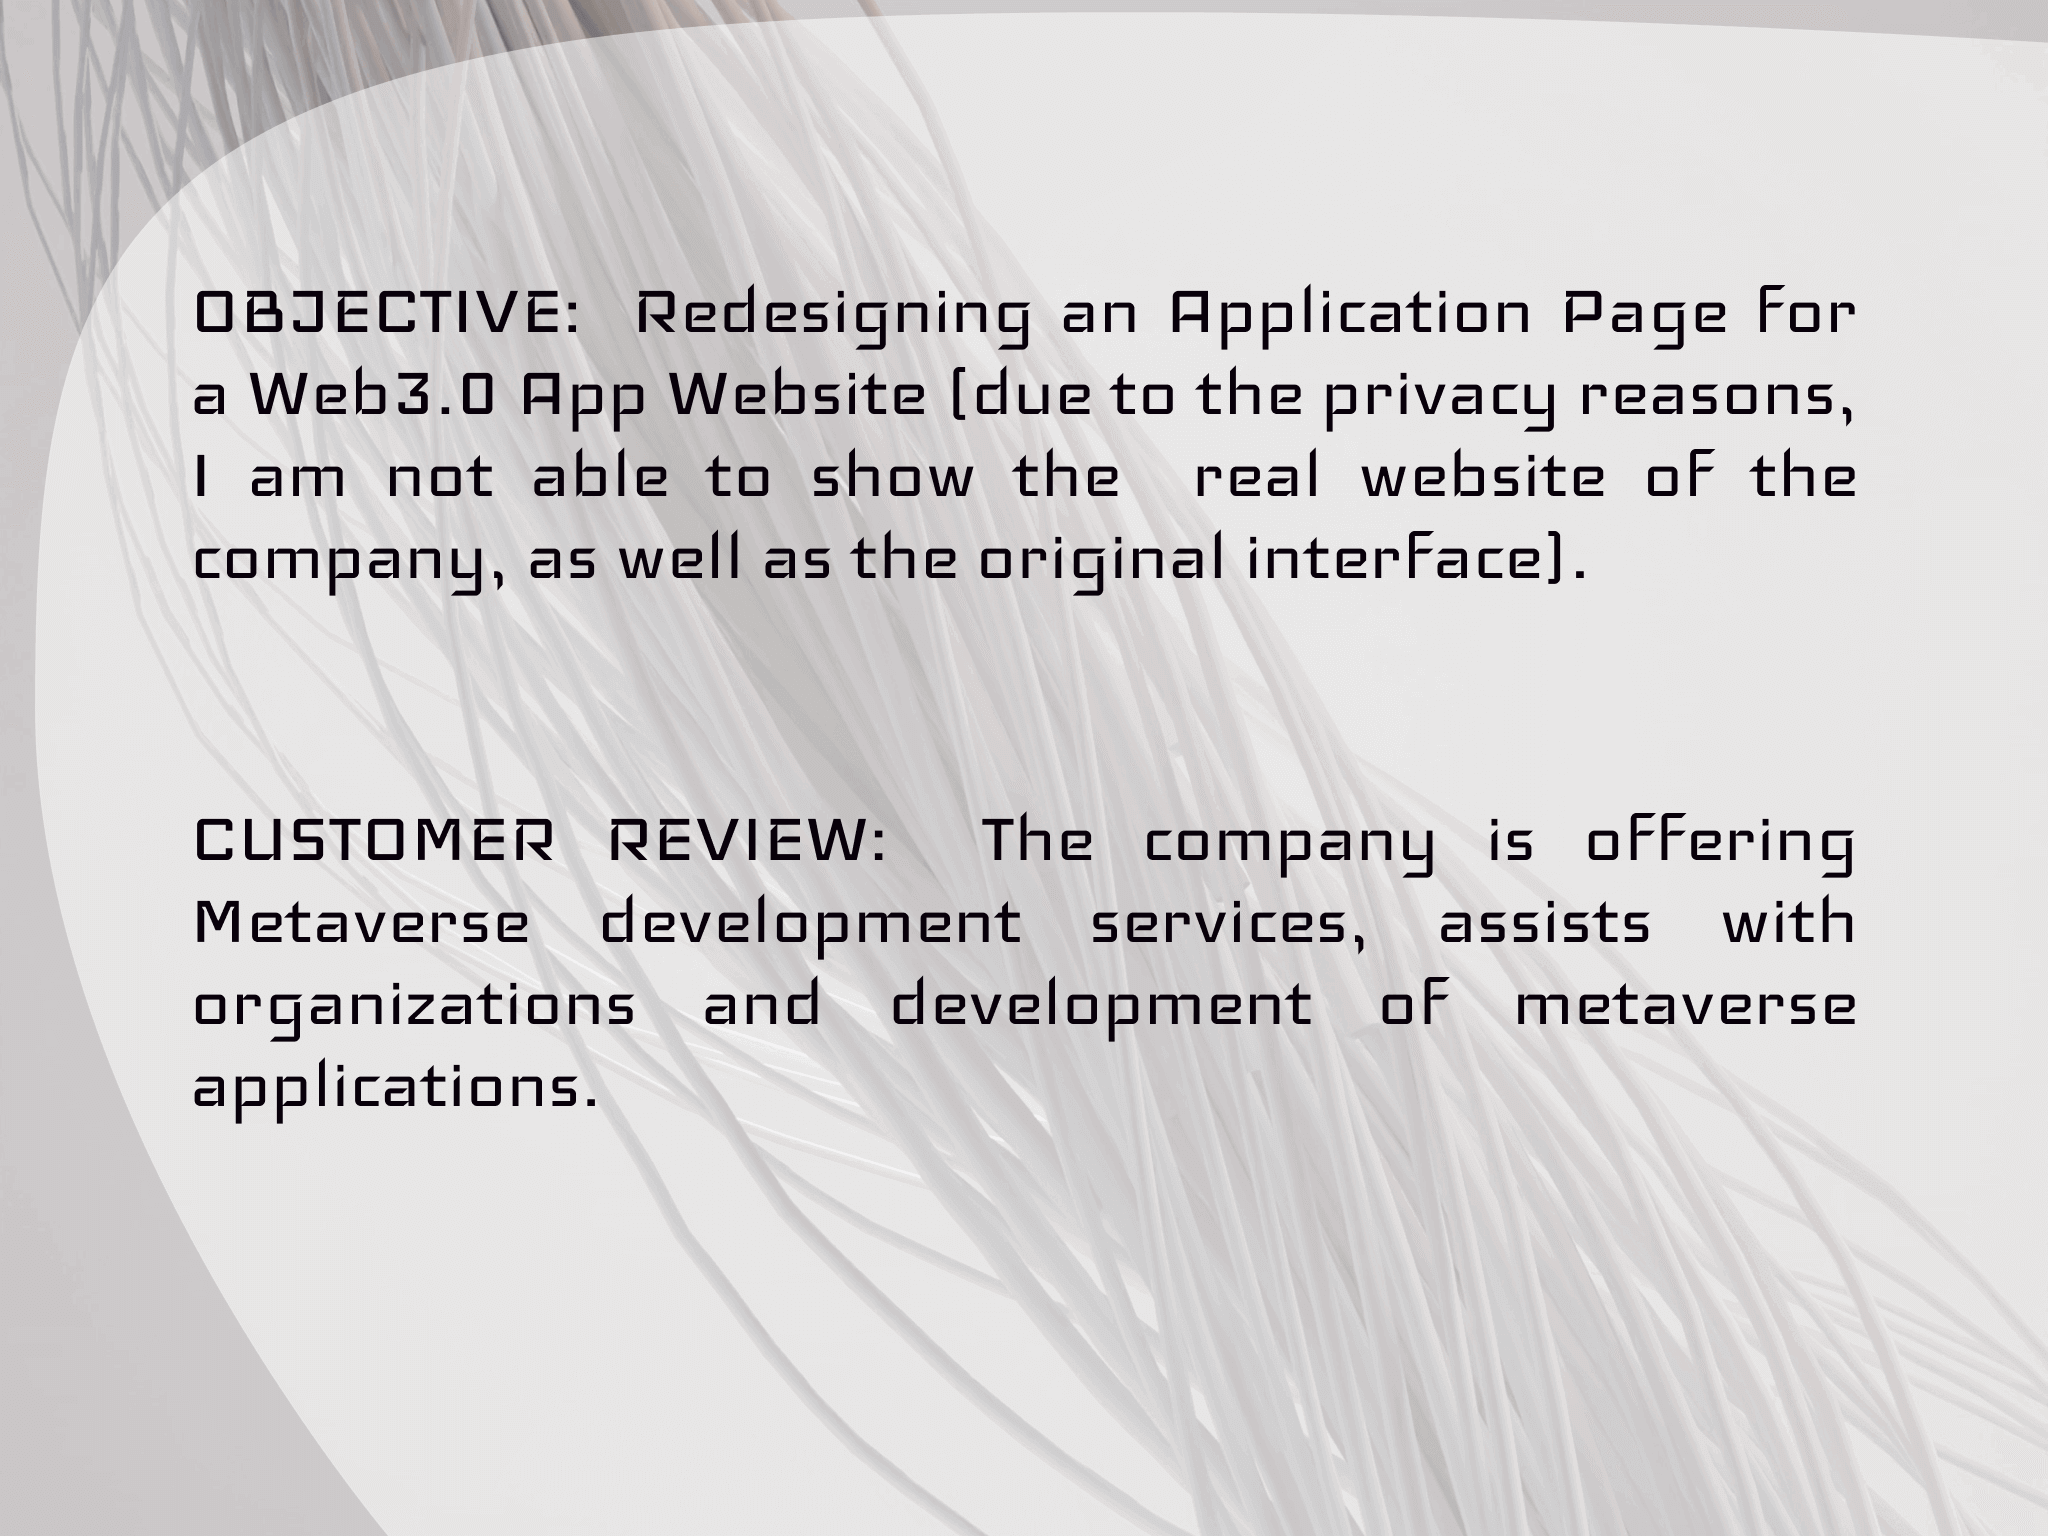 OBJECTIVE: Redesigning an Application Page for
a Web3.0 App Website (due to the privacy reasons,
I am not able to show the real website of the
company, as well as the original interface).
CUSTOMER REVIEW: The company is offering
Metaverse development services, assists with
organizations and development of metaverse
applications.